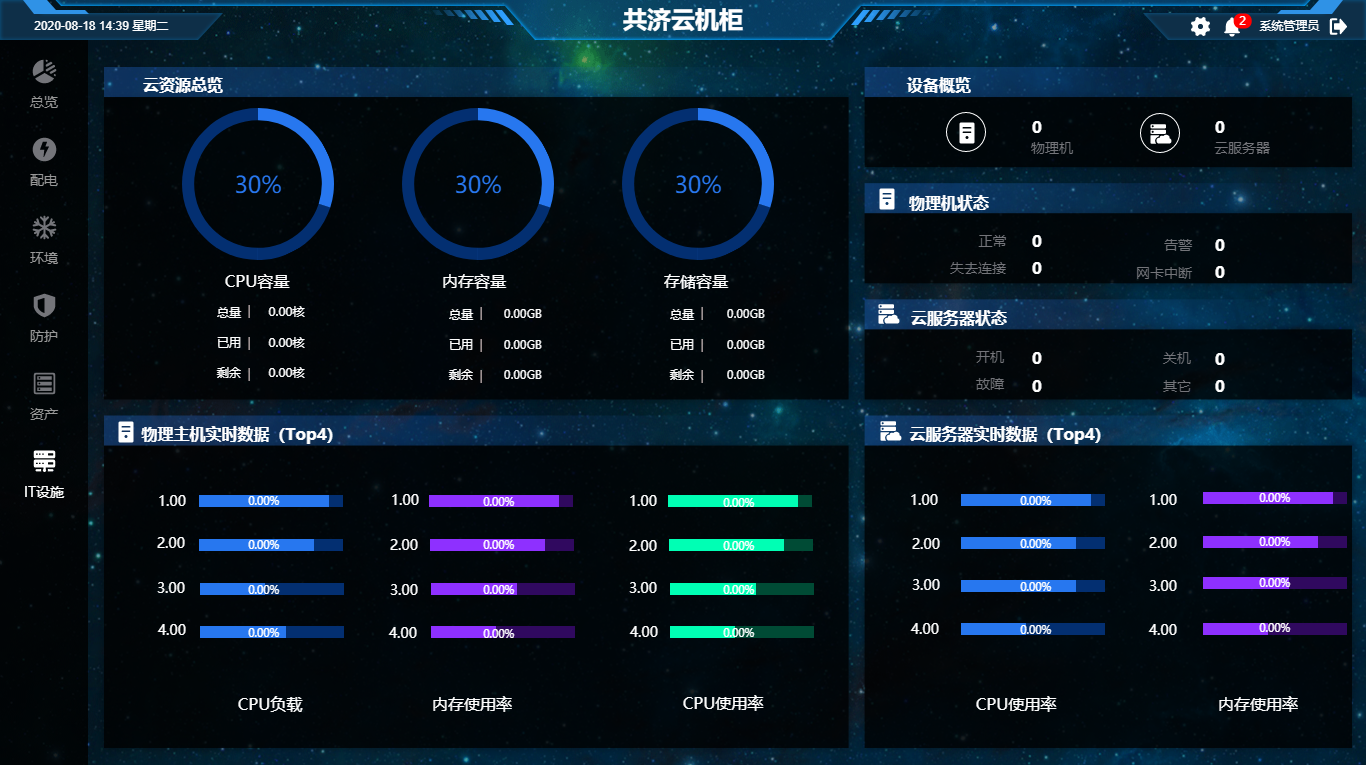 2020-08-18 14:39 星期二
共济云机柜
2
系统管理员
总览
配电
环境
防护
资产
IT设施
云资源总览
30%
30%
30%
CPU容量
内存容量
存储容量
总量 | 0.00核
总量 | 0.00GB
总量 | 0.00GB
已用 | 0.00核
已用 | 0.00GB
已用 | 0.00GB
剩余 | 0.00核
剩余 | 0.00GB
剩余 | 0.00GB
设备概览
0
物理机
0
云服务器
物理机状态
正常 0
告警 0
失去连接 0
网卡中断 0
云服务器状态
开机 0
关机 0
故障 0
其它 0
物理主机实时数据（Top4）
1.00 0.00%
2.00 0.00%
3.00 0.00%
4.00 0.00%
CPU负载
1.00 0.00%
2.00 0.00%
3.00 0.00%
4.00 0.00%
内存使用率
1.00 0.00%
2.00 0.00%
3.00 0.00%
4.00 0.00%
CPU使用率
云服务器实时数据（Top4）
1.00 0.00%
2.00 0.00%
3.00 0.00%
4.00 0.00%
CPU使用率
1.00 0.00%
2.00 0.00%
3.00 0.00%
4.00 0.00%
内存使用率